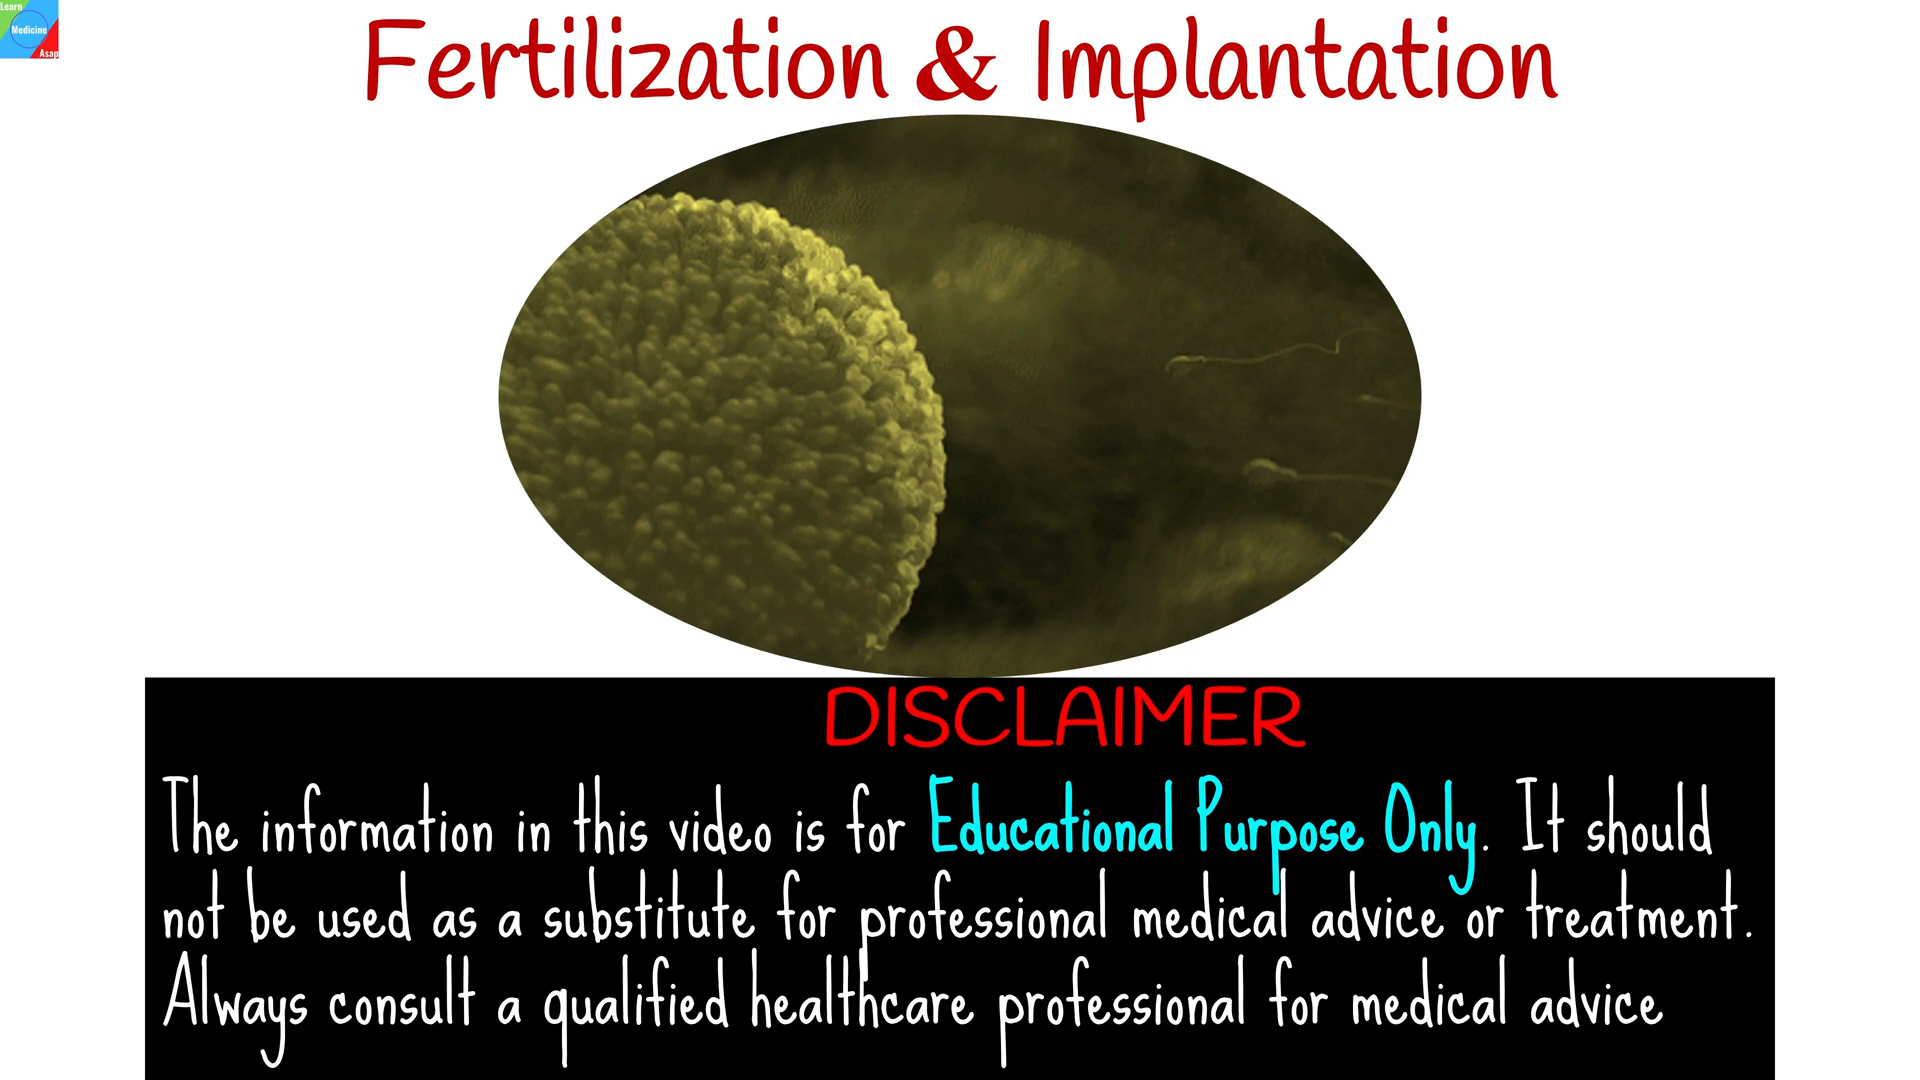 Learn
Medicine
Asap
Fertilization & Implantation
DISCLAIMER
The information in this video is for Educational Purpose Only. It should
not be used as a substitute for professional medical advice or treatment.
Always consult a qualified healthcare professional for medical advice